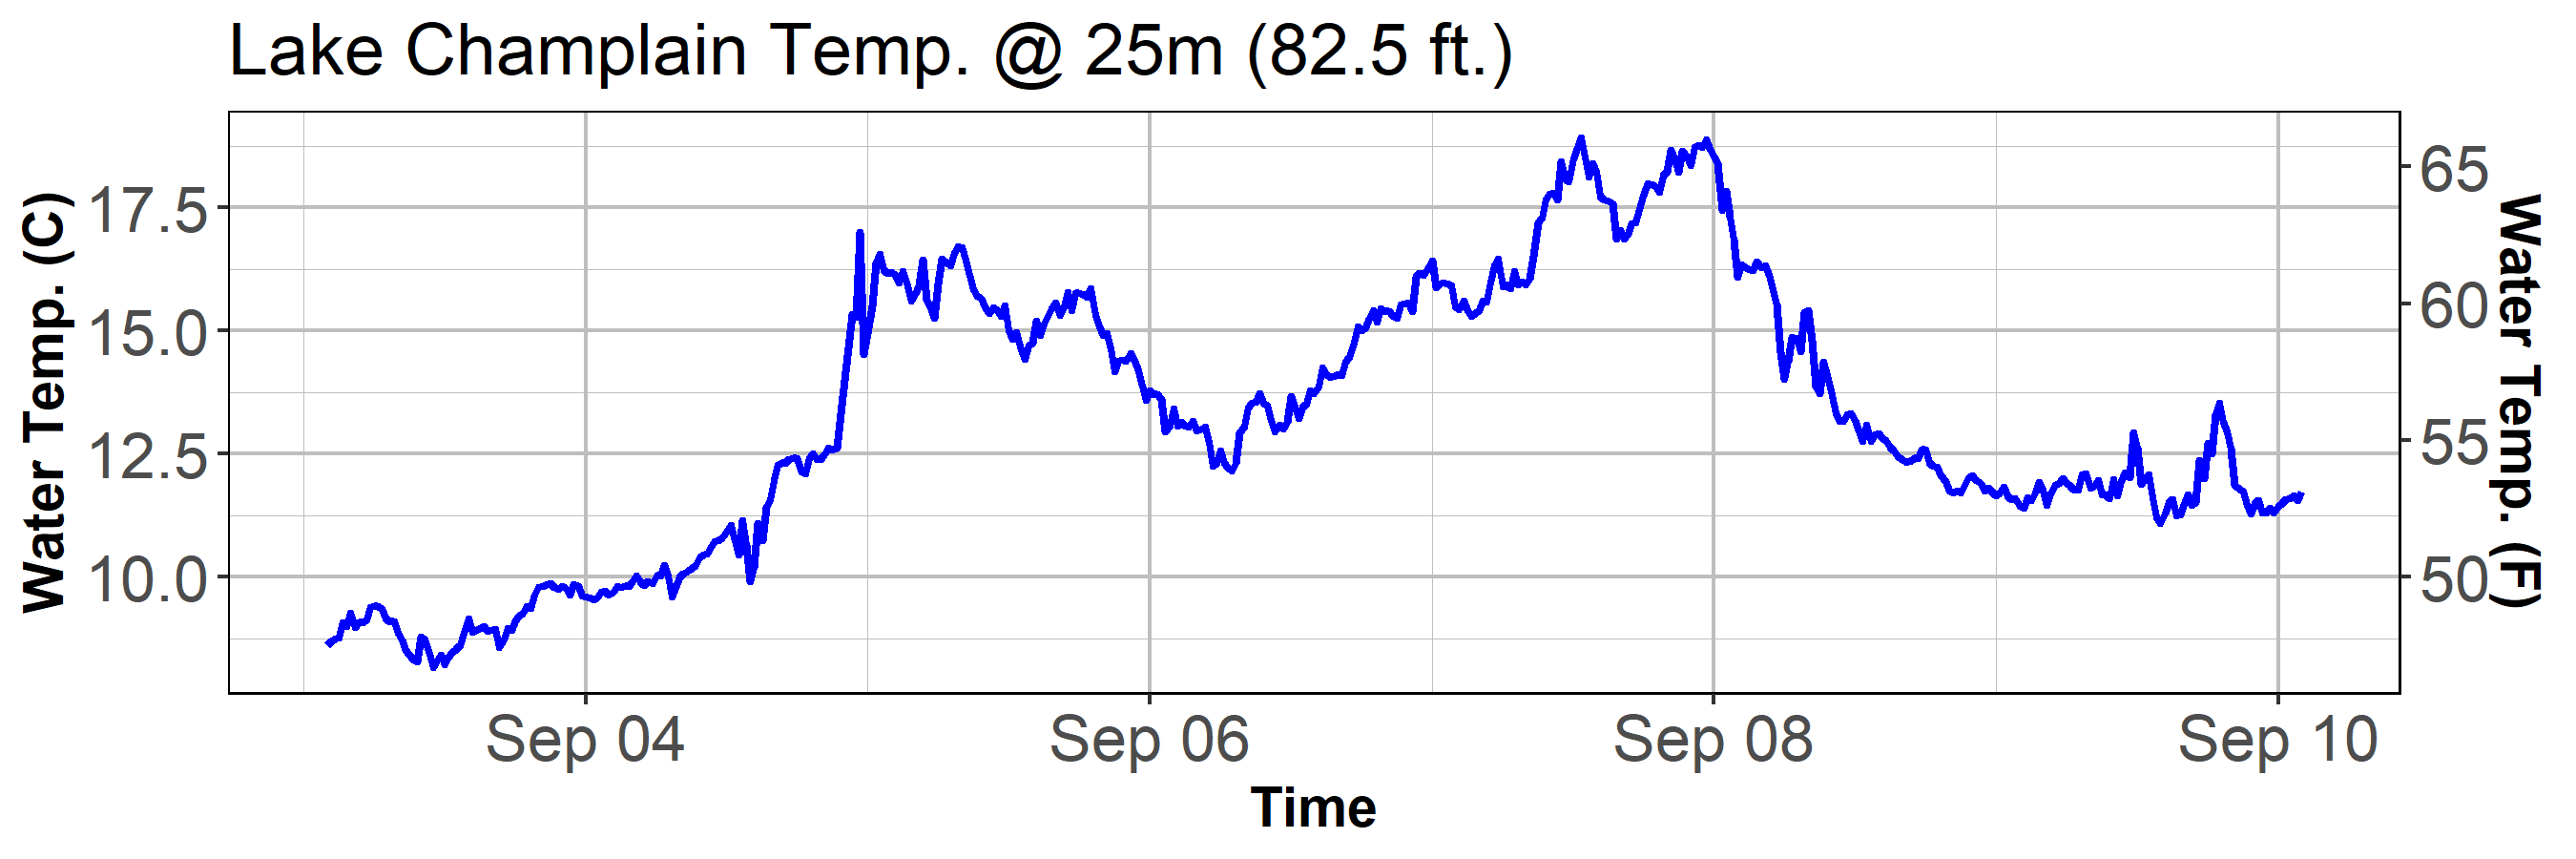 Lake Champlain Temp. @ 25m (82.5 ft.)
Water Temp. (C)
17.5
15.0
12.5
10.0
65
60
55
50
Water Temp. (F)
Sep 04 Sep 06 Sep 08 Sep 10
Time